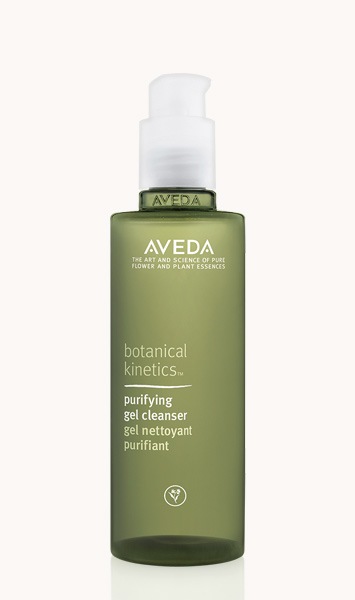 AVEDA
AVEDA
THE ART AND SCIENCE OF PURE
FLOWER AND PLANT ESSENCES
botanical
kinetics™
purifying
gel cleanser
gel nettoyant
purifiant